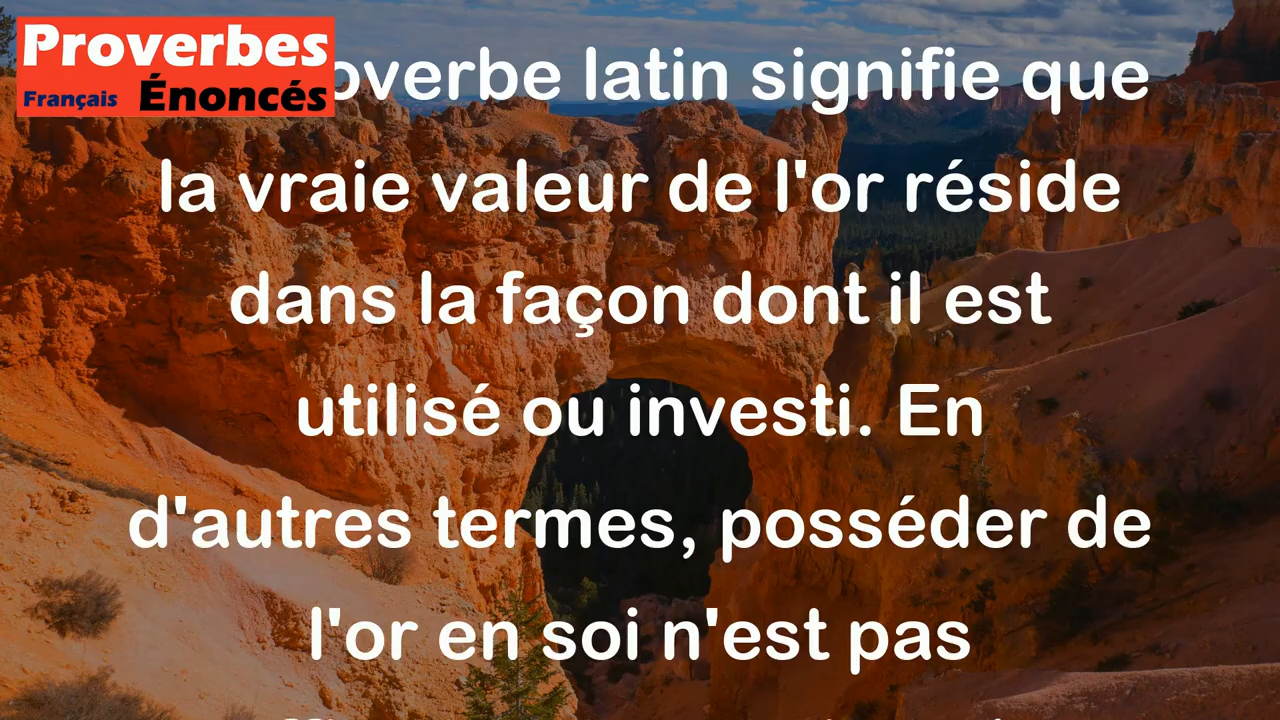 Proverbes
Français Énoncés
overbe latin signifie que
la vraie valeur de l'or réside
dans la façon dont il est
utilisé ou investi. En
d'autres termes, posséder de
l'or en soi n'est pas